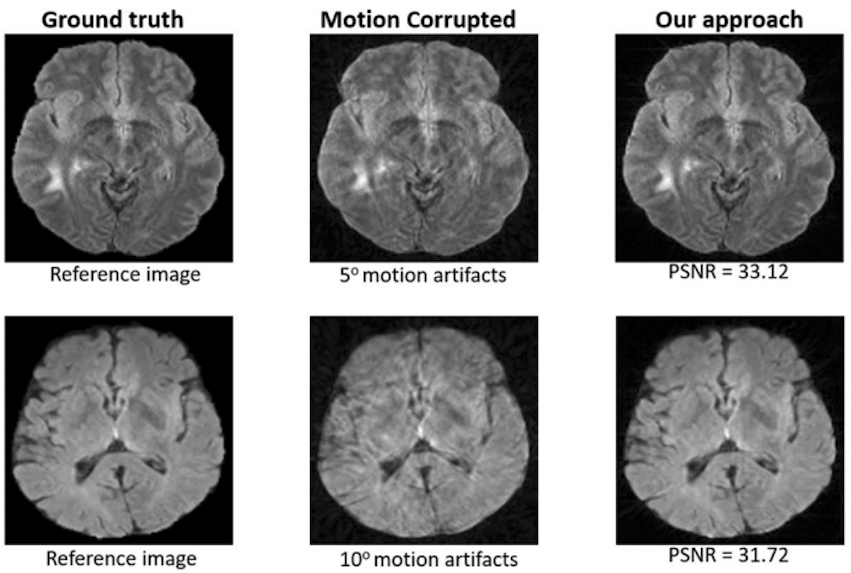 Ground truth
Motion Corrupted
Our approach
Reference image
5° motion artifacts
PSNR = 33.12
Reference image
10° motion artifacts
PSNR = 31.72